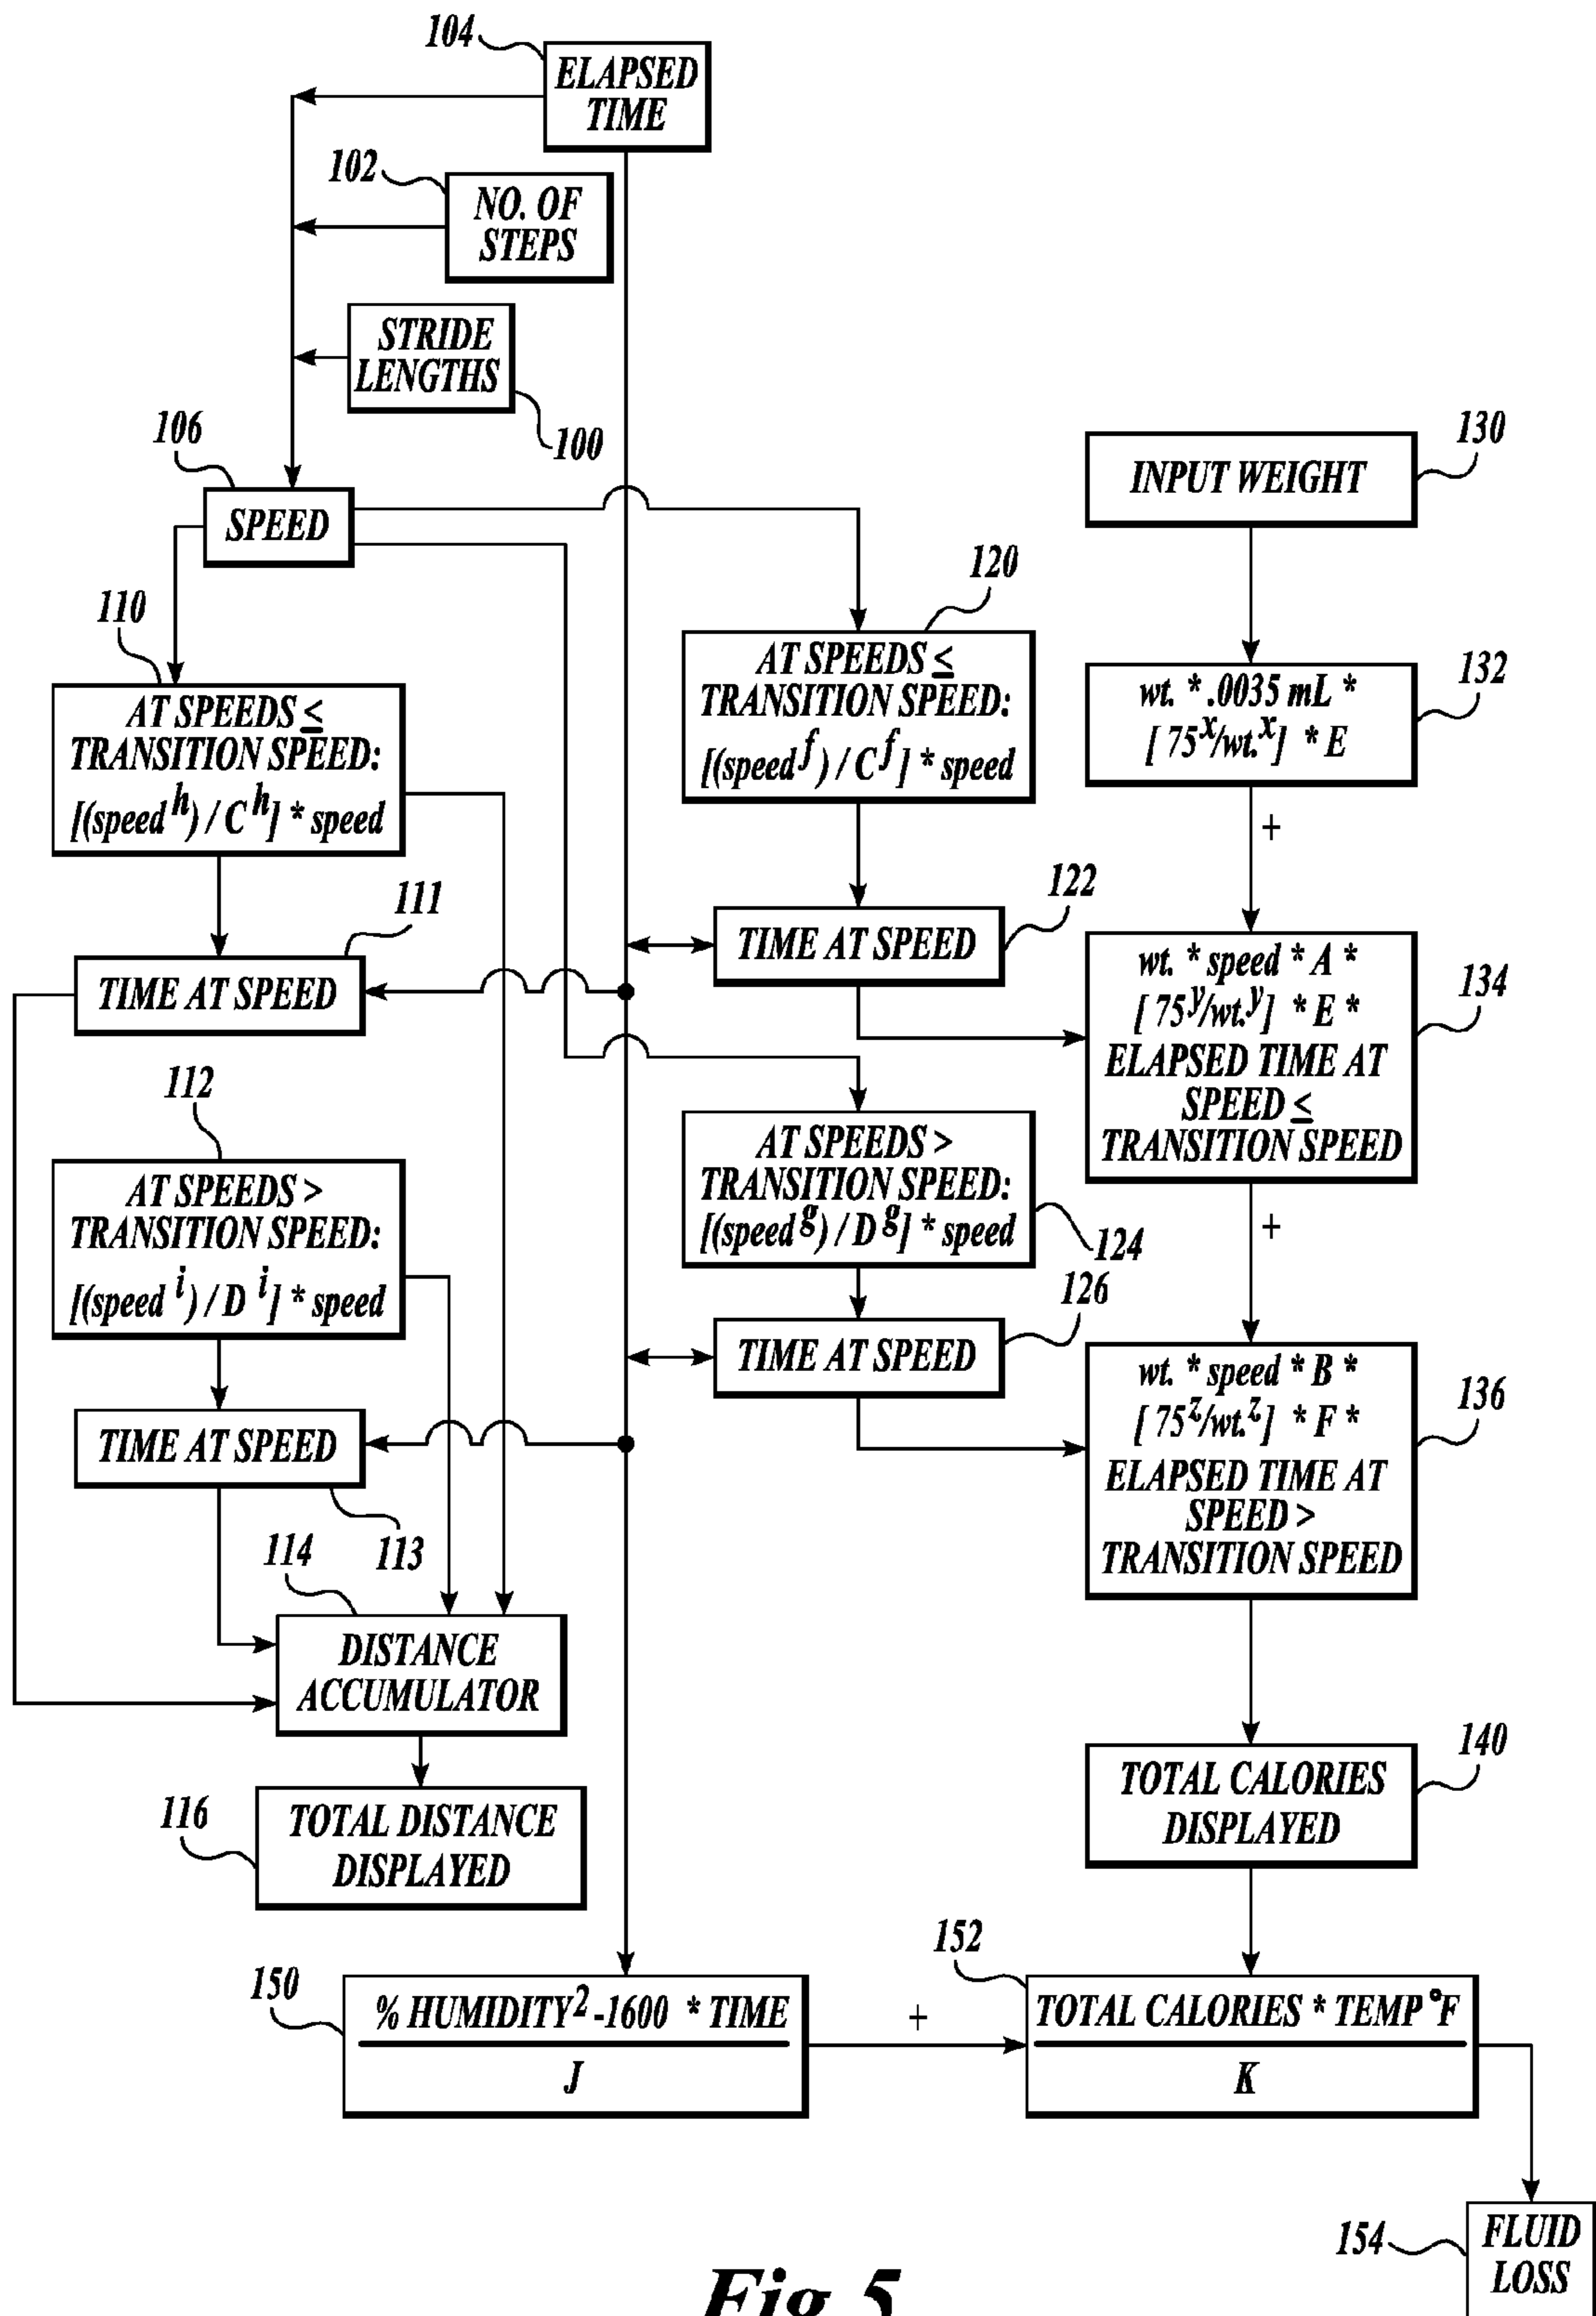 104
ELAPSED
TIME
102
NO. OF
STEPS
STRIDE
LENGTHS
100
106
SPEED
130
INPUT WEIGHT
110
AT SPEEDS ≤
TRANSITION SPEED:
[(speed^h) / C^h] * speed
120
AT SPEEDS ≤
TRANSITION SPEED:
[(speed^f) / C^f] * speed
132
wt. * .0035 mL *
[ 75^x/wt.^x] * E
+
111
TIME AT SPEED
122
TIME AT SPEED
134
wt. * speed * A *
[ 75^y/wt.^y] * E *
ELAPSED TIME AT
SPEED ≤
TRANSITION SPEED
+
112
AT SPEEDS >
TRANSITION SPEED:
[(speed^i) / D^i] * speed
AT SPEEDS >
TRANSITION SPEED:
[(speed^g) / D^g] * speed
124
126
TIME AT SPEED
136
wt. * speed * B *
[ 75^z/wt.^z] * F *
ELAPSED TIME AT
SPEED >
TRANSITION SPEED
TIME AT SPEED
113
114
DISTANCE
ACCUMULATOR
116
TOTAL DISTANCE
DISPLAYED
140
TOTAL CALORIES
DISPLAYED
150
% HUMIDITY² -1600 * TIME
J
+
152
TOTAL CALORIES * TEMP °F
K
154
FLUID
LOSS
Fig. 5